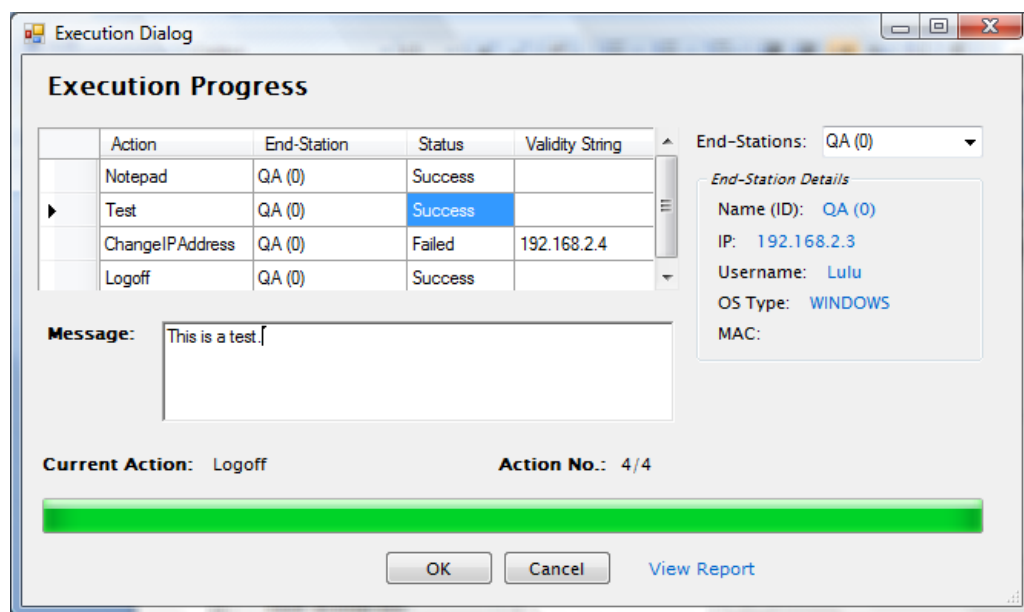 Execution Dialog
Execution Progress
Action End-Station Status Validity String
Notepad QA (0) Success
Test QA (0) Success
ChangeIPAddress QA (0) Failed 192.168.2.4
Logoff QA (0) Success
End-Stations: QA (0)
End-Station Details
Name (ID): QA (0)
IP: 192.168.2.3
Username: Lulu
OS Type: WINDOWS
MAC:
Message: This is a test.
Current Action: Logoff Action No.: 4/4
OK Cancel View Report